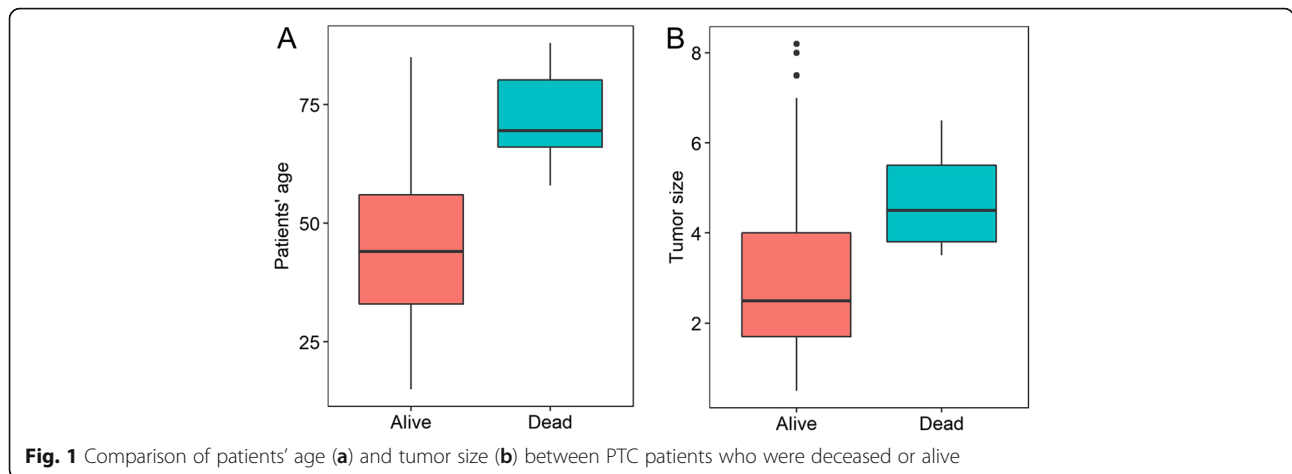 A
B
Patients' age
75
50
25
Alive
Dead
Tumor size
8
6
4
2
Alive
Dead
Fig. 1 Comparison of patients' age (a) and tumor size (b) between PTC patients who were deceased or alive